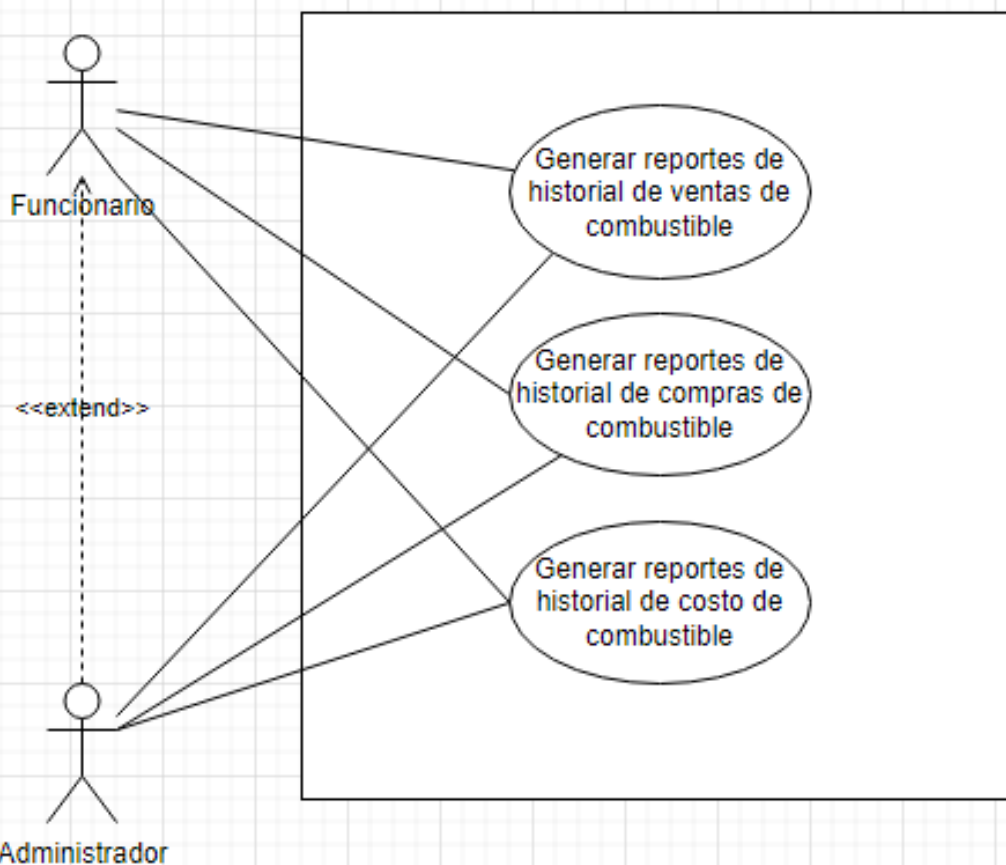 Funcionario
<<extend>>
Administrador
Generar reportes de
historial de ventas de
combustible
Generar reportes de
historial de compras de
combustible
Generar reportes de
historial de costo de
combustible